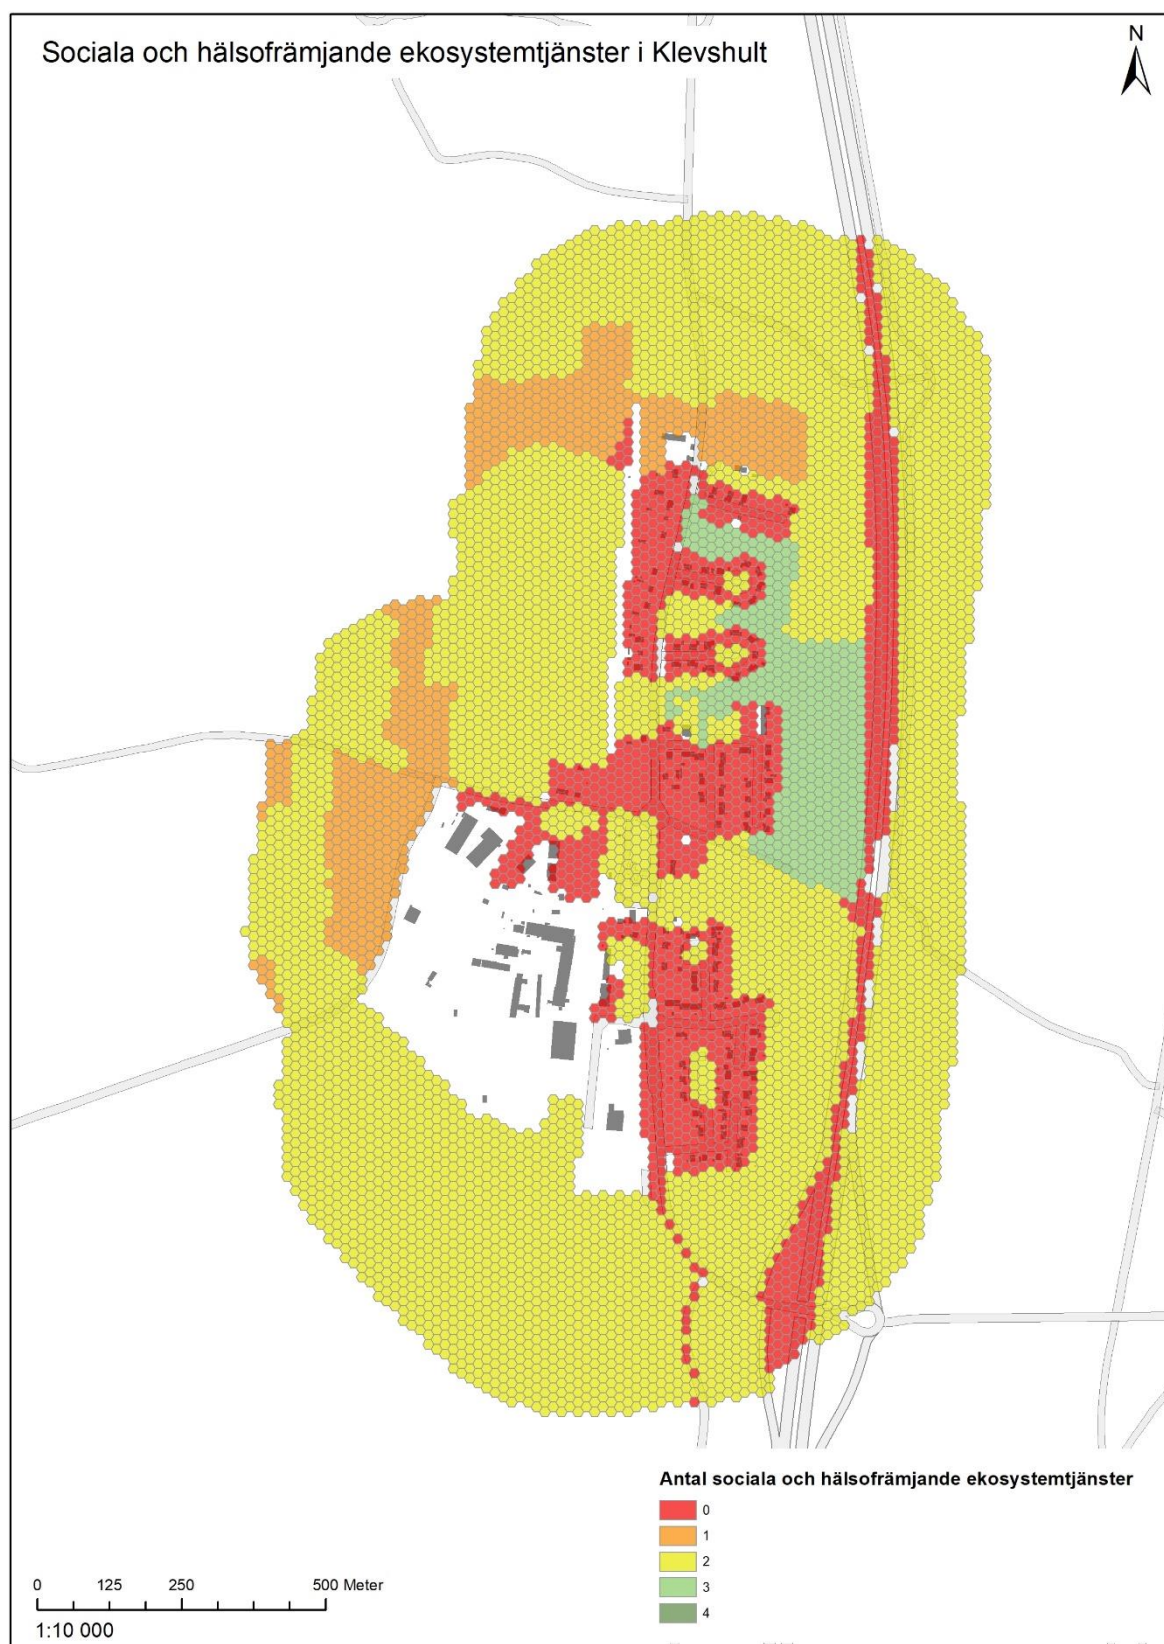 Sociala och hälsofrämjande ekosystemtjänster i Klevshult
N
Antal sociala och hälsofrämjande ekosystemtjänster
0
1
2
3
4
0 125 250 500 Meter
1:10 000